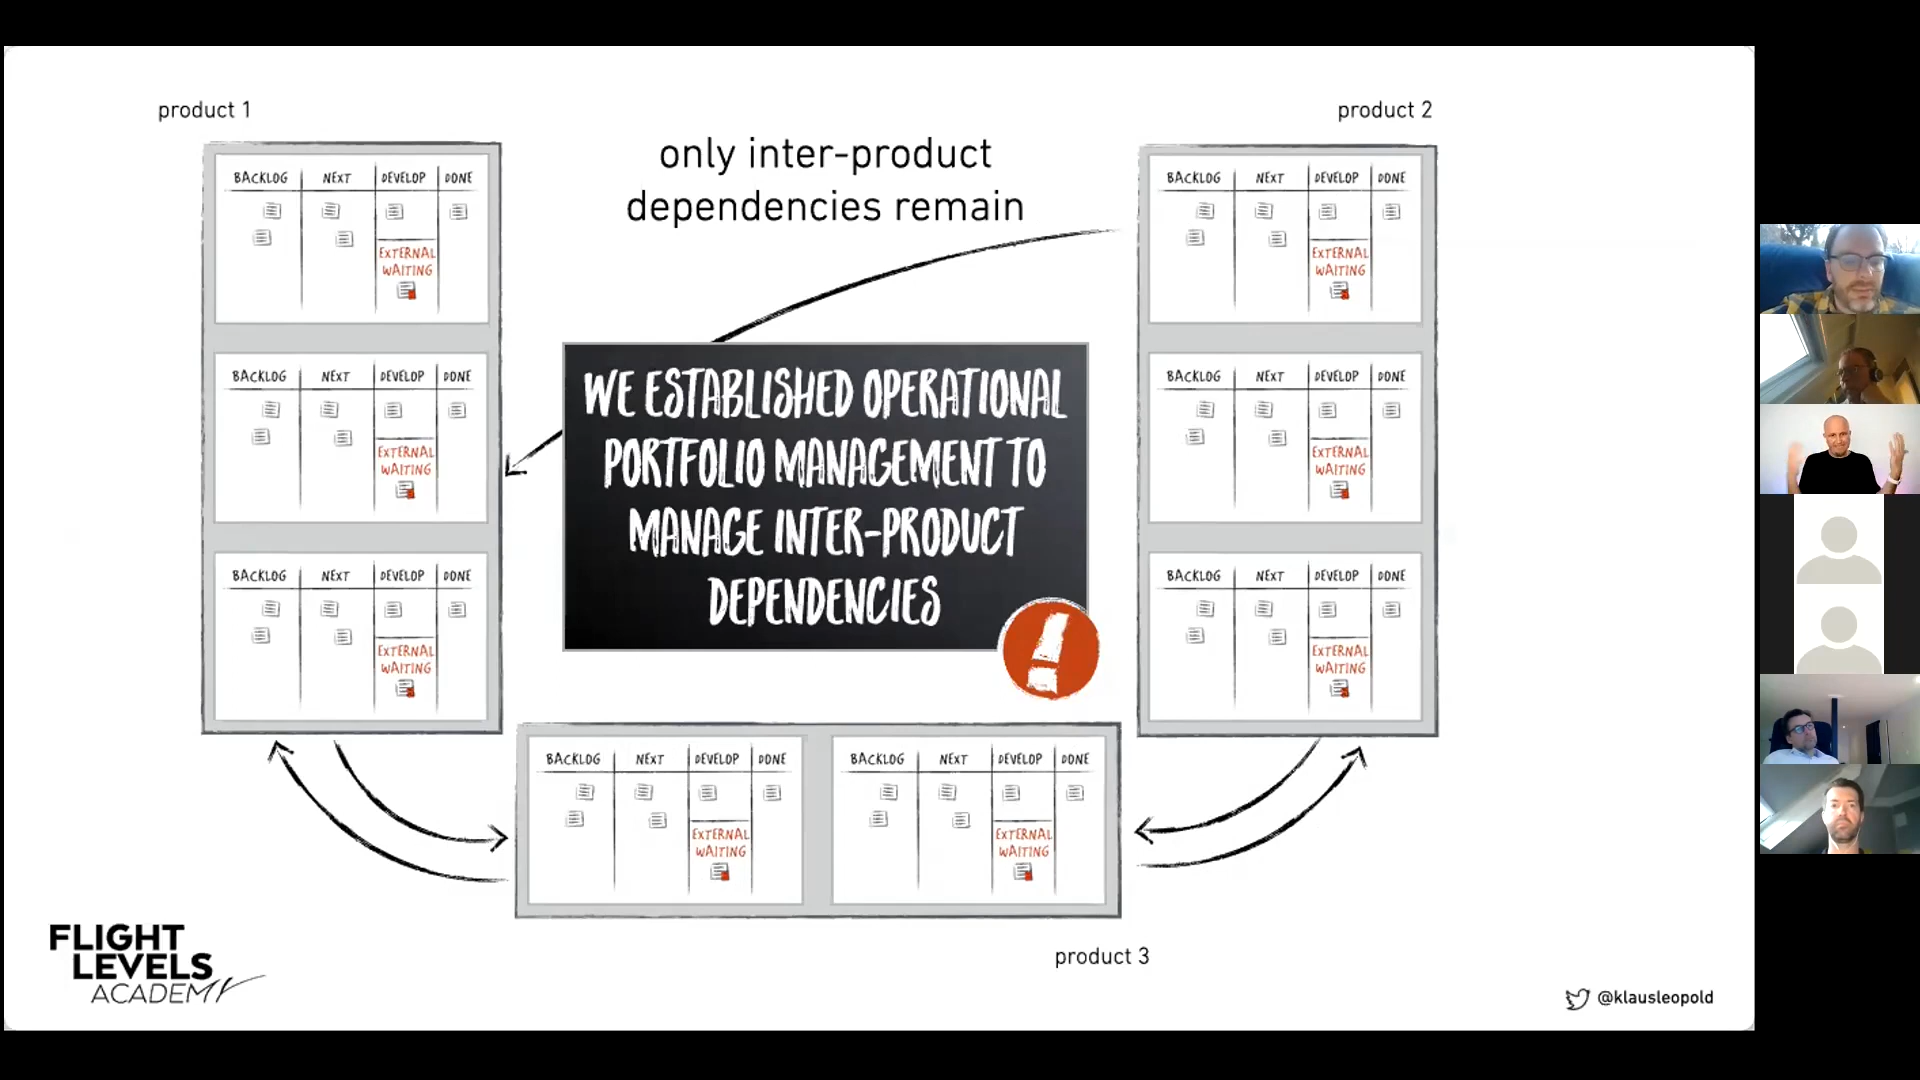 product 1
product 2
only inter-product
dependencies remain
BACKLOG NEXT DEVELOP DONE
EXTERNAL
WAITING
BACKLOG NEXT DEVELOP DONE
EXTERNAL
WAITING
BACKLOG NEXT DEVELOP DONE
EXTERNAL
WAITING
WE ESTABLISHED OPERATIONAL
PORTFOLIO MANAGEMENT TO
MANAGE INTER-PRODUCT
DEPENDENCIES
!
BACKLOG NEXT DEVELOP DONE
EXTERNAL
WAITING
BACKLOG NEXT DEVELOP DONE
EXTERNAL
WAITING
BACKLOG NEXT DEVELOP DONE
EXTERNAL
WAITING
BACKLOG NEXT DEVELOP DONE
EXTERNAL
WAITING
BACKLOG NEXT DEVELOP DONE
EXTERNAL
WAITING
product 3
FLIGHT
LEVELS
ACADEMY
@klausleopold